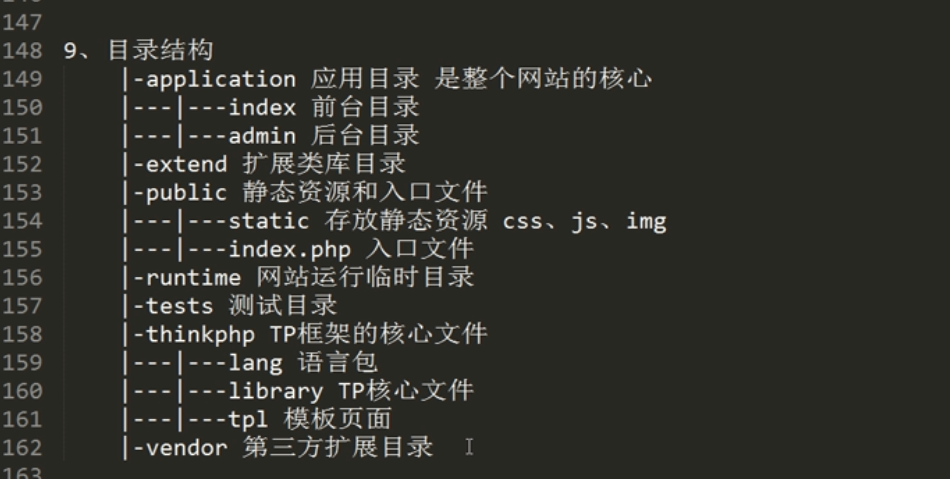 147
148 9、目录结构
149 |-application 应用目录 是整个网站的核心
150 |---|---index 前台目录
151 |---|---admin 后台目录
152 |-extend 扩展类库目录
153 |-public 静态资源和入口文件
154 |---|---static 存放静态资源 css、js、img
155 |---|---index.php 入口文件
156 |-runtime 网站运行临时目录
157 |-tests 测试目录
158 |-thinkphp TP框架的核心文件
159 |---|---lang 语言包
160 |---|---library TP核心文件
161 |---|---tpl 模板页面
162 |-vendor 第三方扩展目录
163